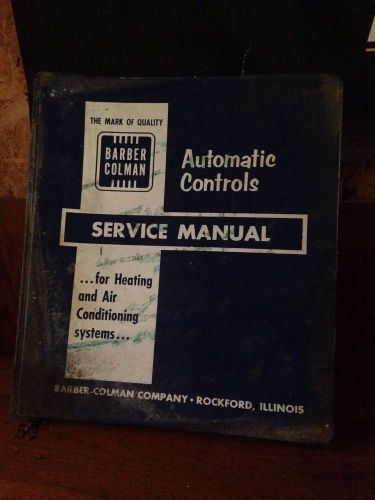 THE MARK OF QUALITY
BARBER
COLMAN
Automatic
Controls
SERVICE MANUAL
...for Heating
and Air
Conditioning
systems...
BARBER-COLMAN COMPANY • ROCKFORD, ILLINOIS